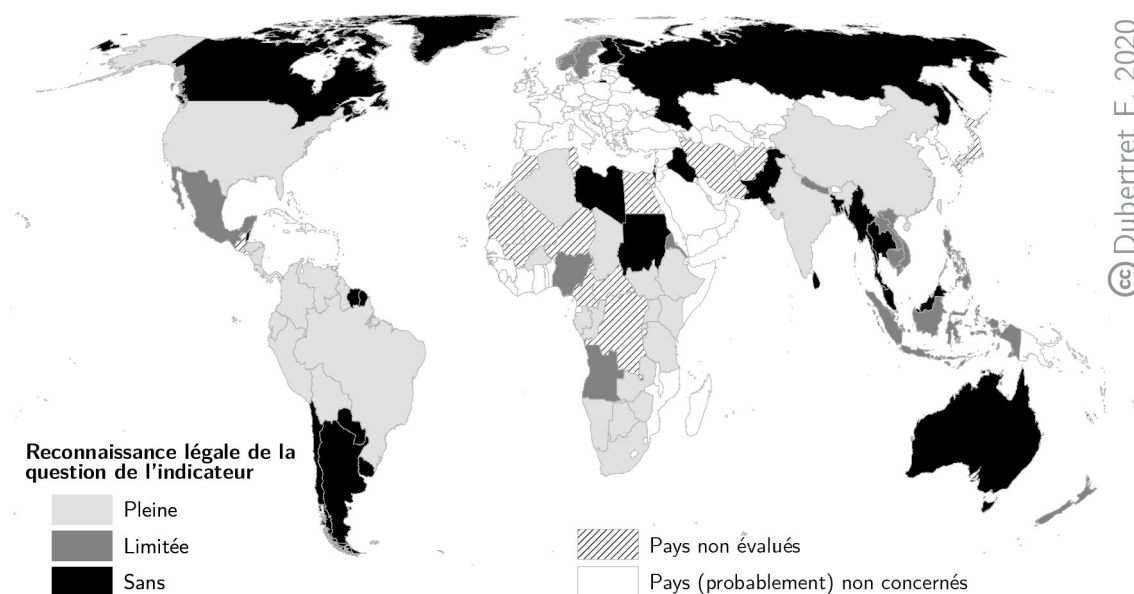 Reconnaissance légale de la
question de l'indicateur
Pleine
Limitée
Sans
Pays non évalués
Pays (probablement) non concernés
cc Dubertret F. 2020